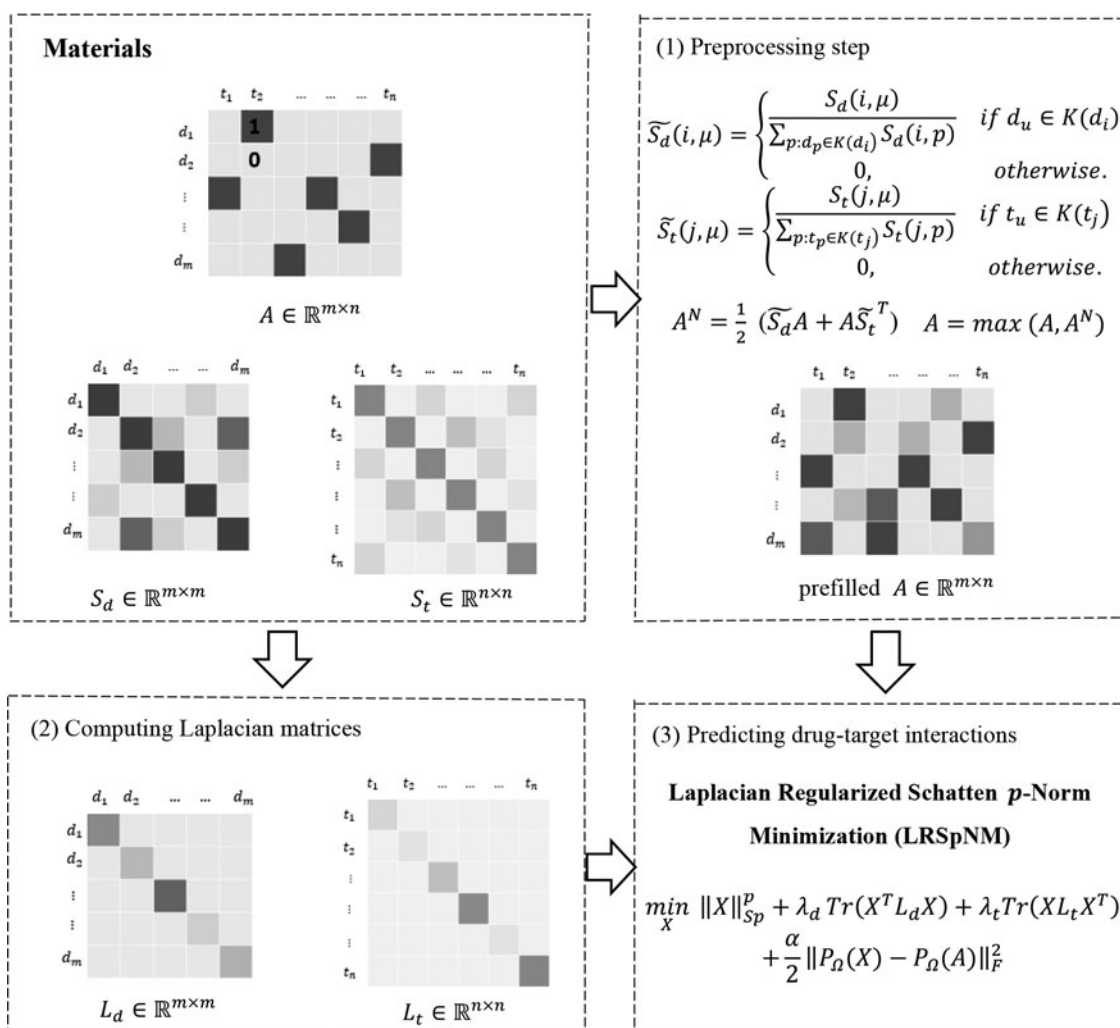 Materials
t₁ t₂ ... ... ... tₙ
d₁ 1
d₂ 0
⋮
⋮
dₘ
A ∈ ℝ^{m×n}
d₁ d₂ ... ... dₘ
d₁
d₂
⋮
⋮
dₘ
S_d ∈ ℝ^{m×m}
t₁ t₂ ... ... ... tₙ
t₁
t₂
⋮
⋮
⋮
tₙ
S_t ∈ ℝ^{n×n}
(1) Preprocessing step
S̃_d(i, μ) = { S_d(i, μ) / ∑_{p:d_p∈K(d_i)} S_d(i, p) if d_u ∈ K(d_i)
0, otherwise.
S̃_t(j, μ) = { S_t(j, μ) / ∑_{p:t_p∈K(t_j)} S_t(j, p) if t_u ∈ K(t_j)
0, otherwise.
A^N = 1/2 (S̃_d A + A S̃_t^T) A = max (A, A^N)
t₁ t₂ ... ... ... tₙ
d₁
d₂
⋮
⋮
dₘ
prefilled A ∈ ℝ^{m×n}
(2) Computing Laplacian matrices
d₁ d₂ ... ... dₘ
d₁
d₂
⋮
⋮
dₘ
L_d ∈ ℝ^{m×m}
t₁ t₂ ... ... ... tₙ
t₁
t₂
⋮
⋮
⋮
tₙ
L_t ∈ ℝ^{n×n}
(3) Predicting drug-target interactions
Laplacian Regularized Schatten p-Norm
Minimization (LRSpNM)
min_X ‖X‖_{Sp}^p + λ_d Tr(X^T L_d X) + λ_t Tr(X L_t X^T)
+ α/2 ‖P_Ω(X) − P_Ω(A)‖_F^2